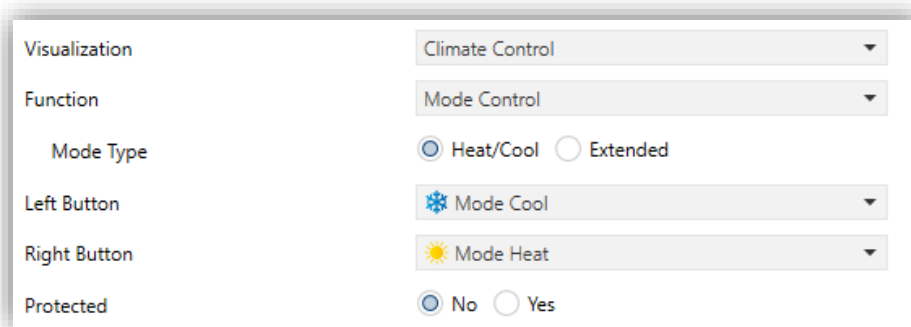 Visualization Climate Control
Function Mode Control
Mode Type Heat/Cool Extended
Left Button Mode Cool
Right Button Mode Heat
Protected No Yes